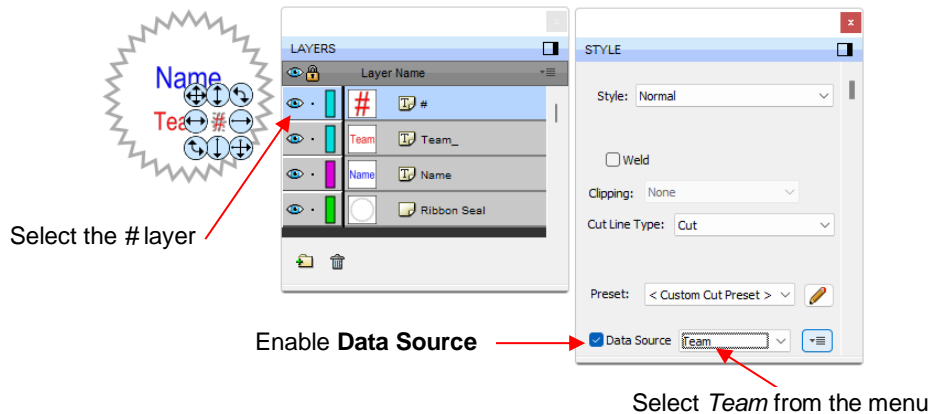 Name
Team #
Select the # layer
LAYERS
Layer Name
# #
Team Team_
Name Name
Ribbon Seal
Enable Data Source
x
STYLE
Style: Normal
Weld
Clipping: None
Cut Line Type: Cut
Preset: < Custom Cut Preset >
Data Source Team
Select Team from the menu